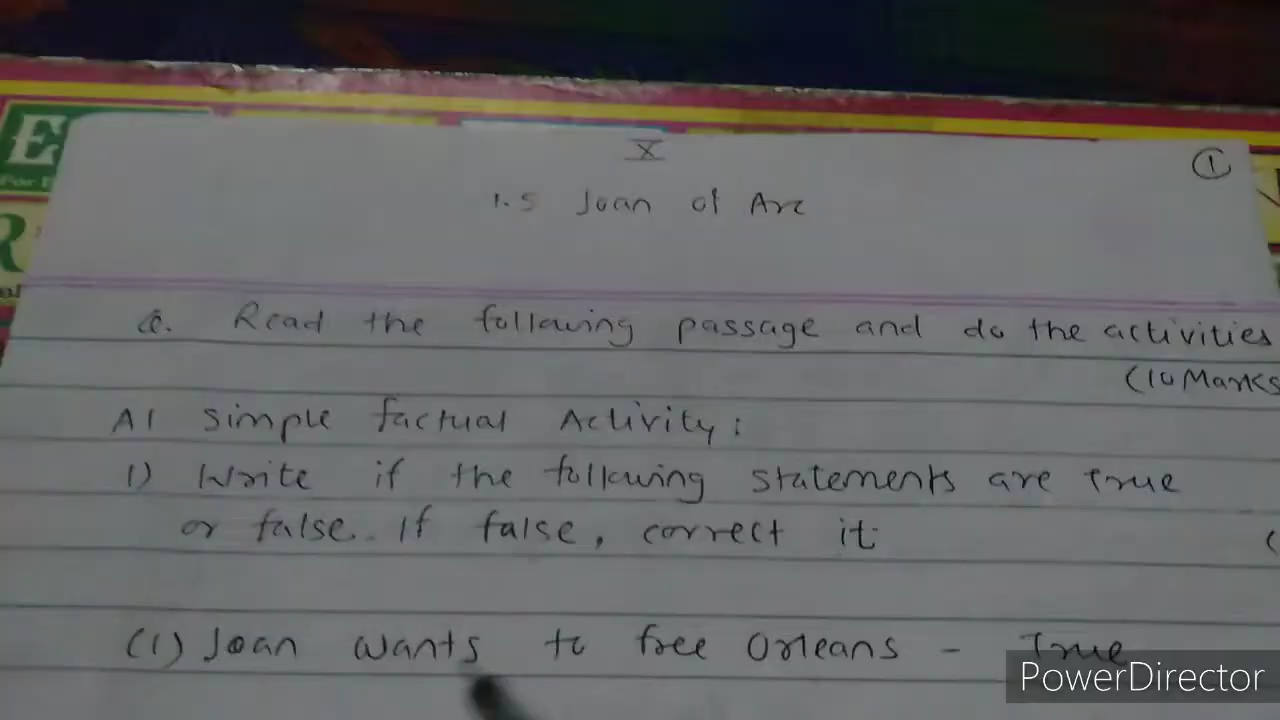 E
X
①
1.5 Joan of Arc
Q. Read the following passage and do the activities
(10 Marks
A1 Simple factual Activity:
1) Write if the following statements are true
or false. If false, correct it.
(
(1) Joan wants to free Orleans - True
PowerDirector